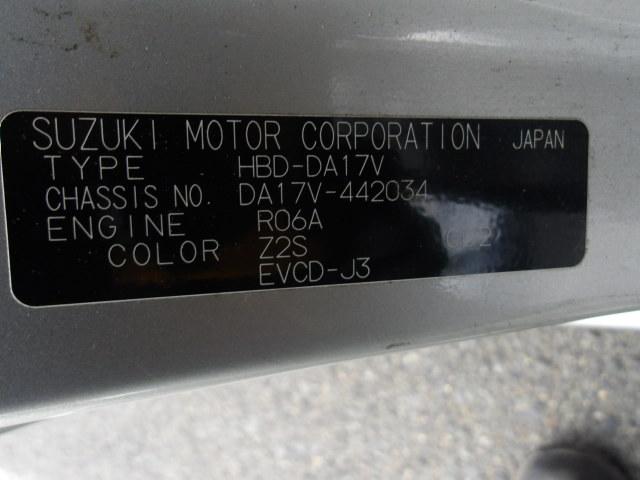 SUZUKI MOTOR CORPORATION JAPAN
TYPE HBD-DA17V
CHASSIS NO. DA17V-442034
ENGINE R06A
COLOR Z2S
EVCD-J3